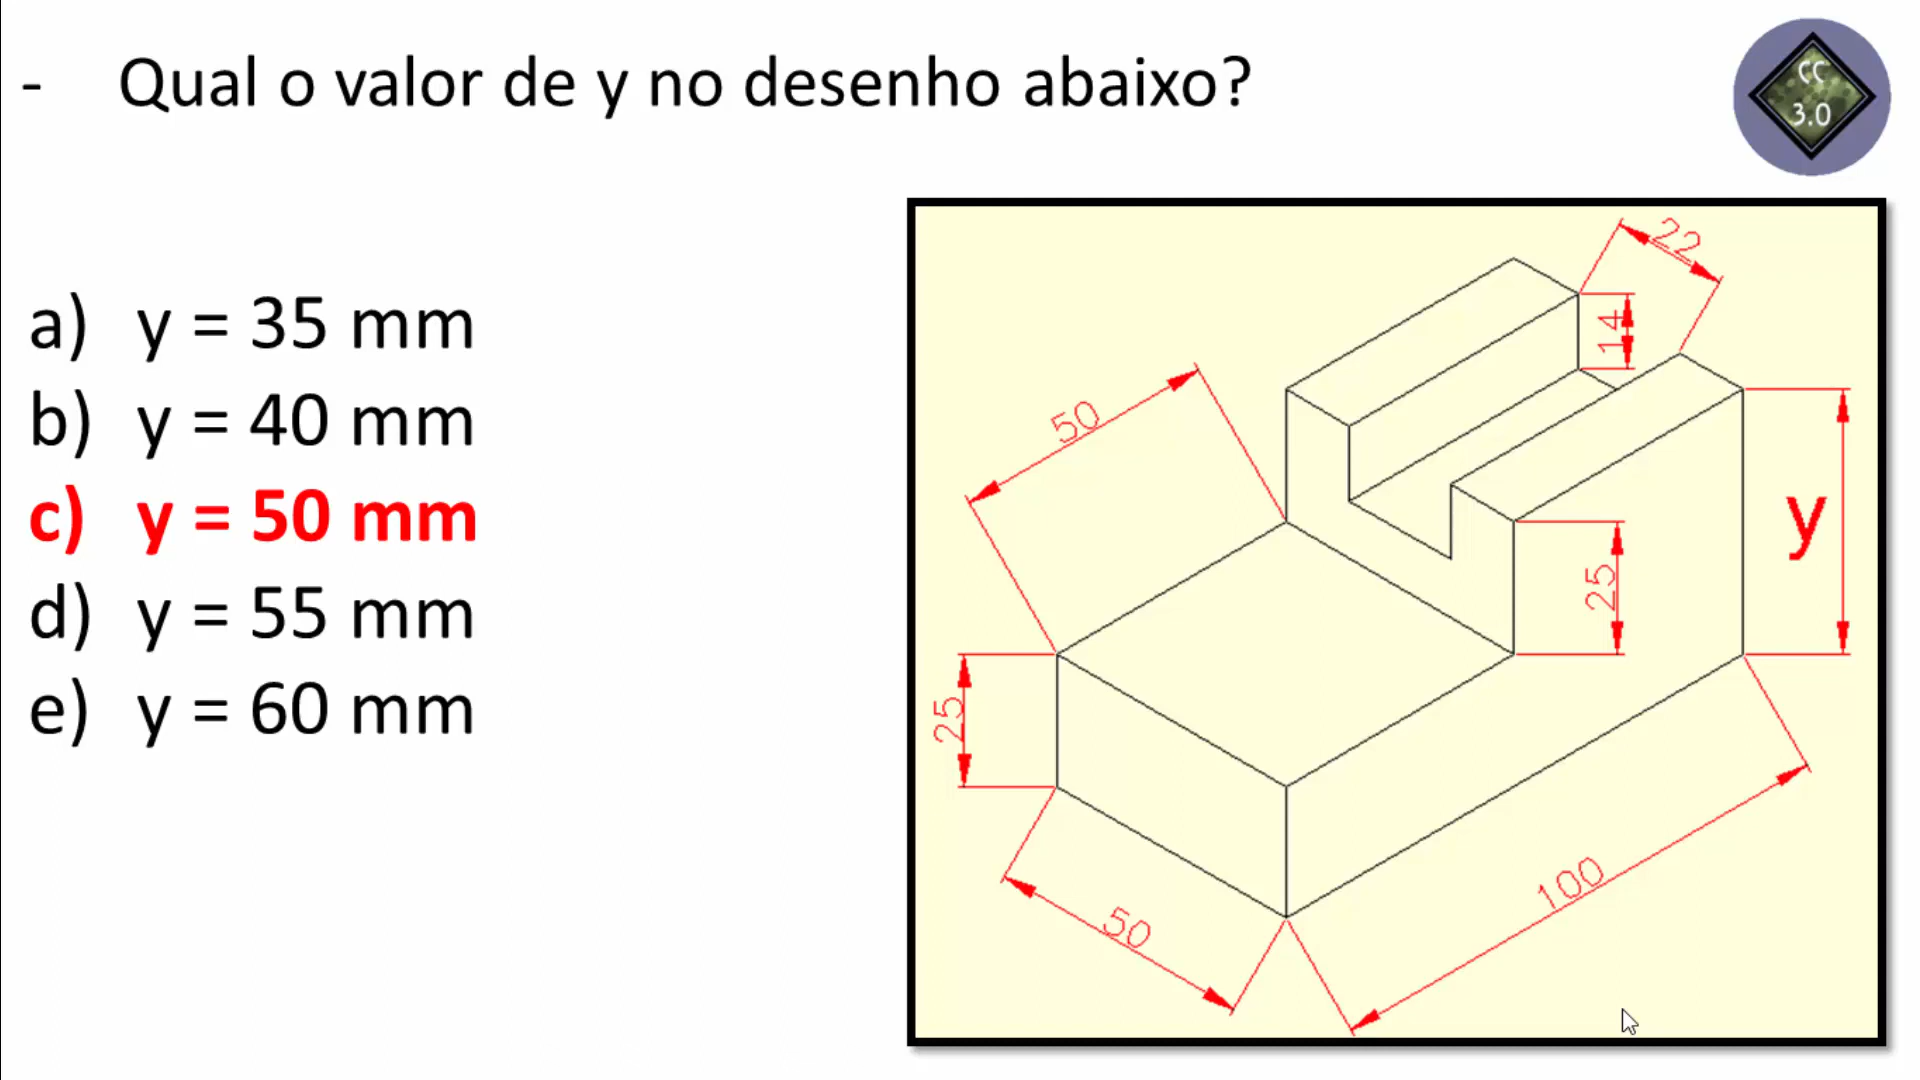 - Qual o valor de y no desenho abaixo?
CC
3.0
a) y = 35 mm
b) y = 40 mm
c) y = 50 mm
d) y = 55 mm
e) y = 60 mm
22
14
50
y
25
25
100
50